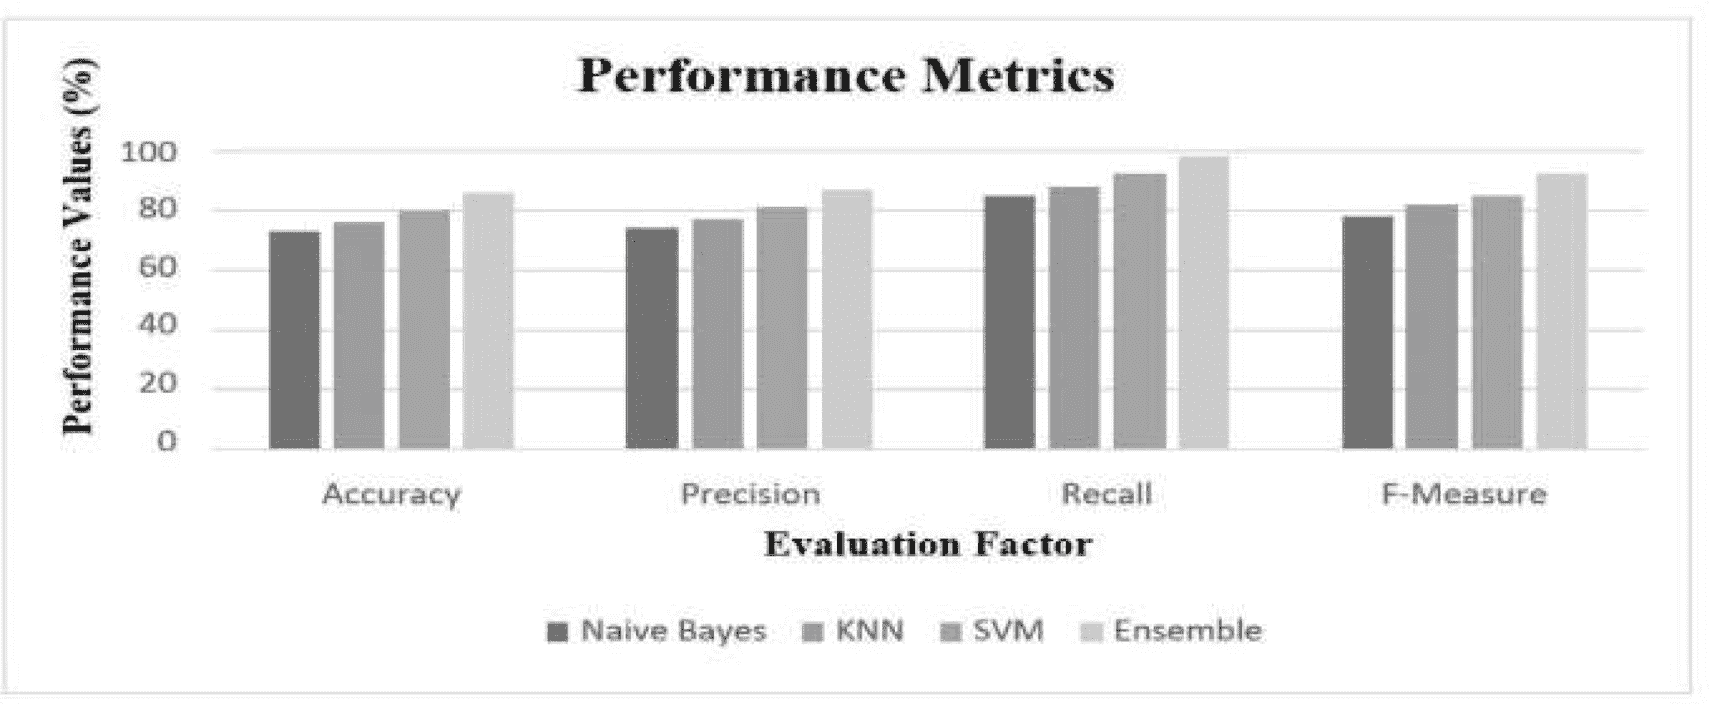 Performance Metrics
Performance Values (%)
100
80
60
40
20
0
Accuracy Precision Recall F-Measure
Evaluation Factor
Naive Bayes KNN SVM Ensemble